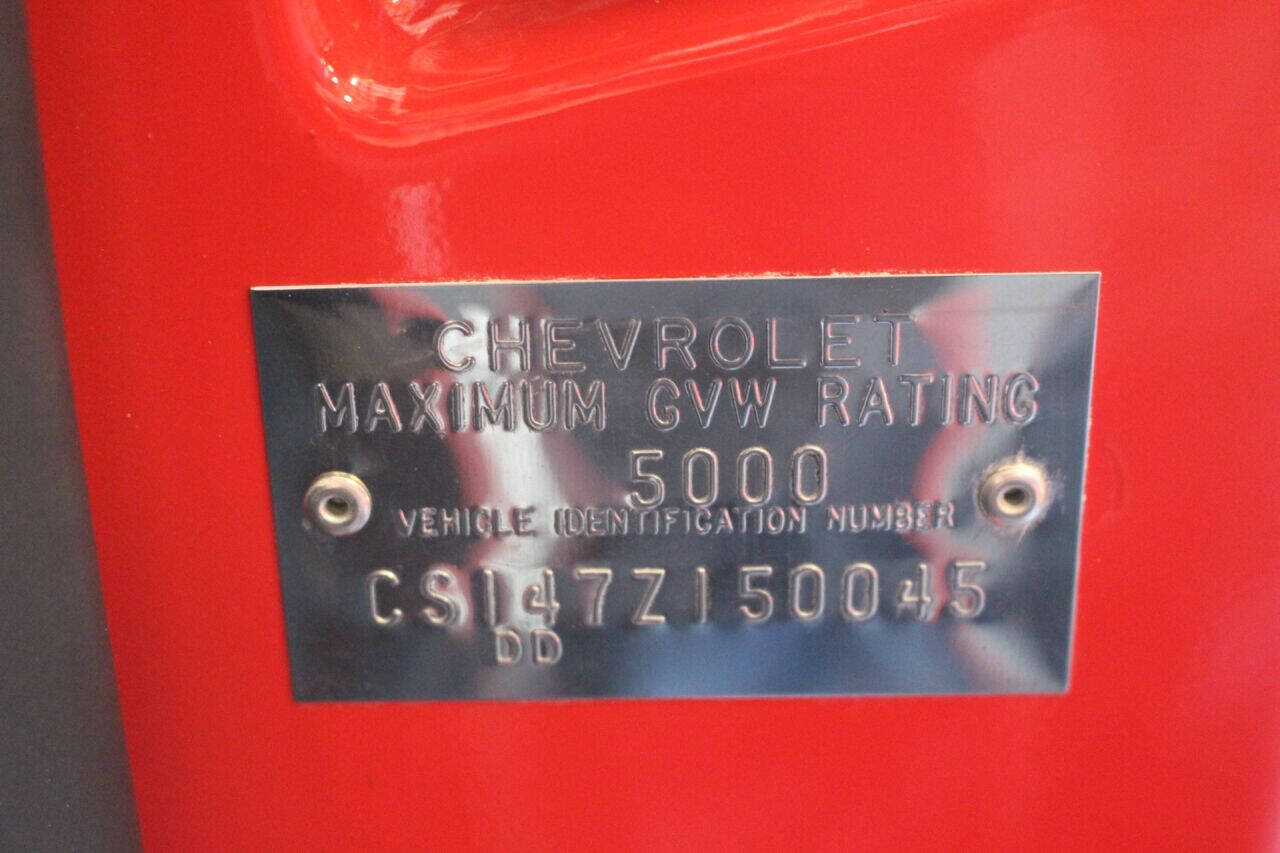 CHEVROLET
MAXIMUM GVW RATING
5000
VEHICLE IDENTIFICATION NUMBER
CS147Z150045
DD